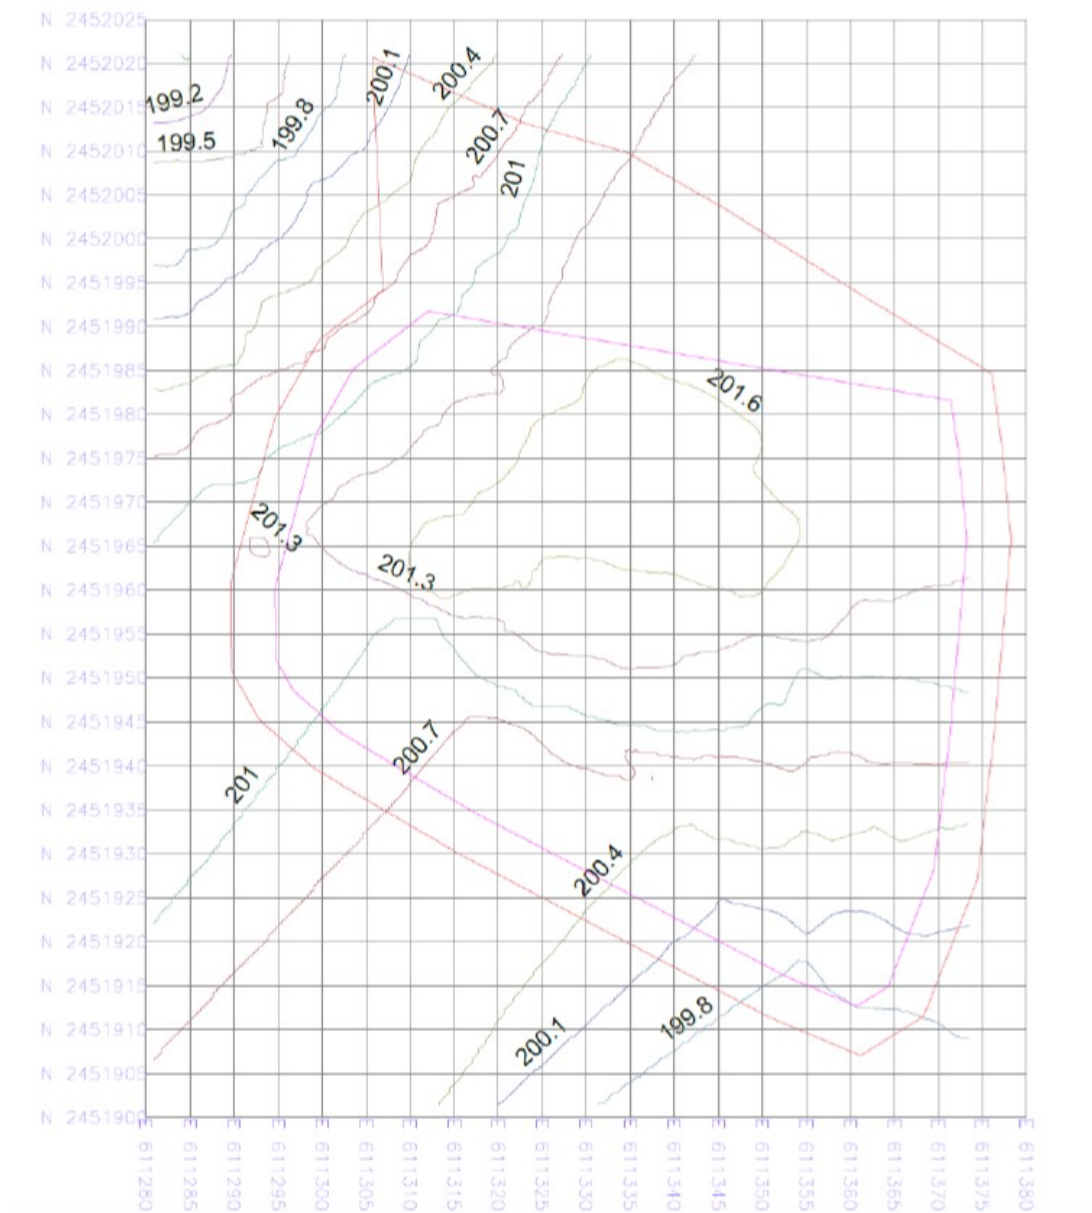 N 2452025
N 2452020
200.1
200.4
199.2
N 2452015
199.8
200.7
199.5
N 2452010
201
N 2452005
N 2452000
N 2451995
N 2451990
N 2451985
201.6
N 2451980
N 2451975
N 2451970
201.3
N 2451965
201.3
N 2451960
N 2451955
N 2451950
N 2451945
200.7
N 2451940
201
N 2451935
N 2451930
200.4
N 2451925
N 2451920
N 2451915
199.8
N 2451910
200.1
N 2451905
N 2451900
E 611280
E 611285
E 611290
E 611295
E 611300
E 611305
E 611310
E 611315
E 611320
E 611325
E 611330
E 611335
E 611340
E 611345
E 611350
E 611355
E 611360
E 611365
E 611370
E 611375
E 611380